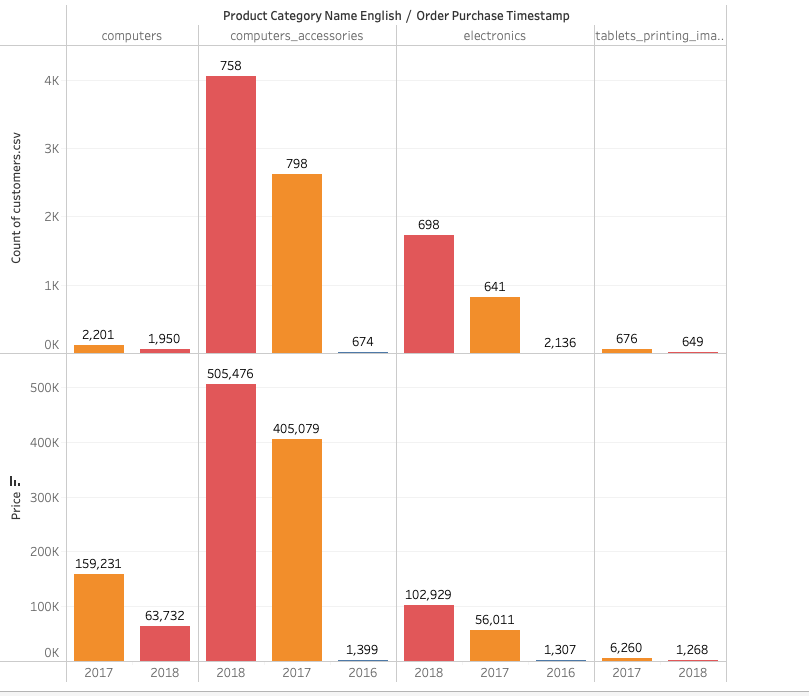 Product Category Name English / Order Purchase Timestamp
computers computers_accessories electronics tablets_printing_ima..
Count of customers.csv
4K
3K
2K
1K
0K
758
798
698
641
2,201
1,950
674
2,136
676
649
Price
500K
400K
300K
200K
100K
0K
505,476
405,079
159,231
63,732
102,929
56,011
1,399
1,307
6,260
1,268
2017 2018 2018 2017 2016 2018 2017 2016 2017 2018